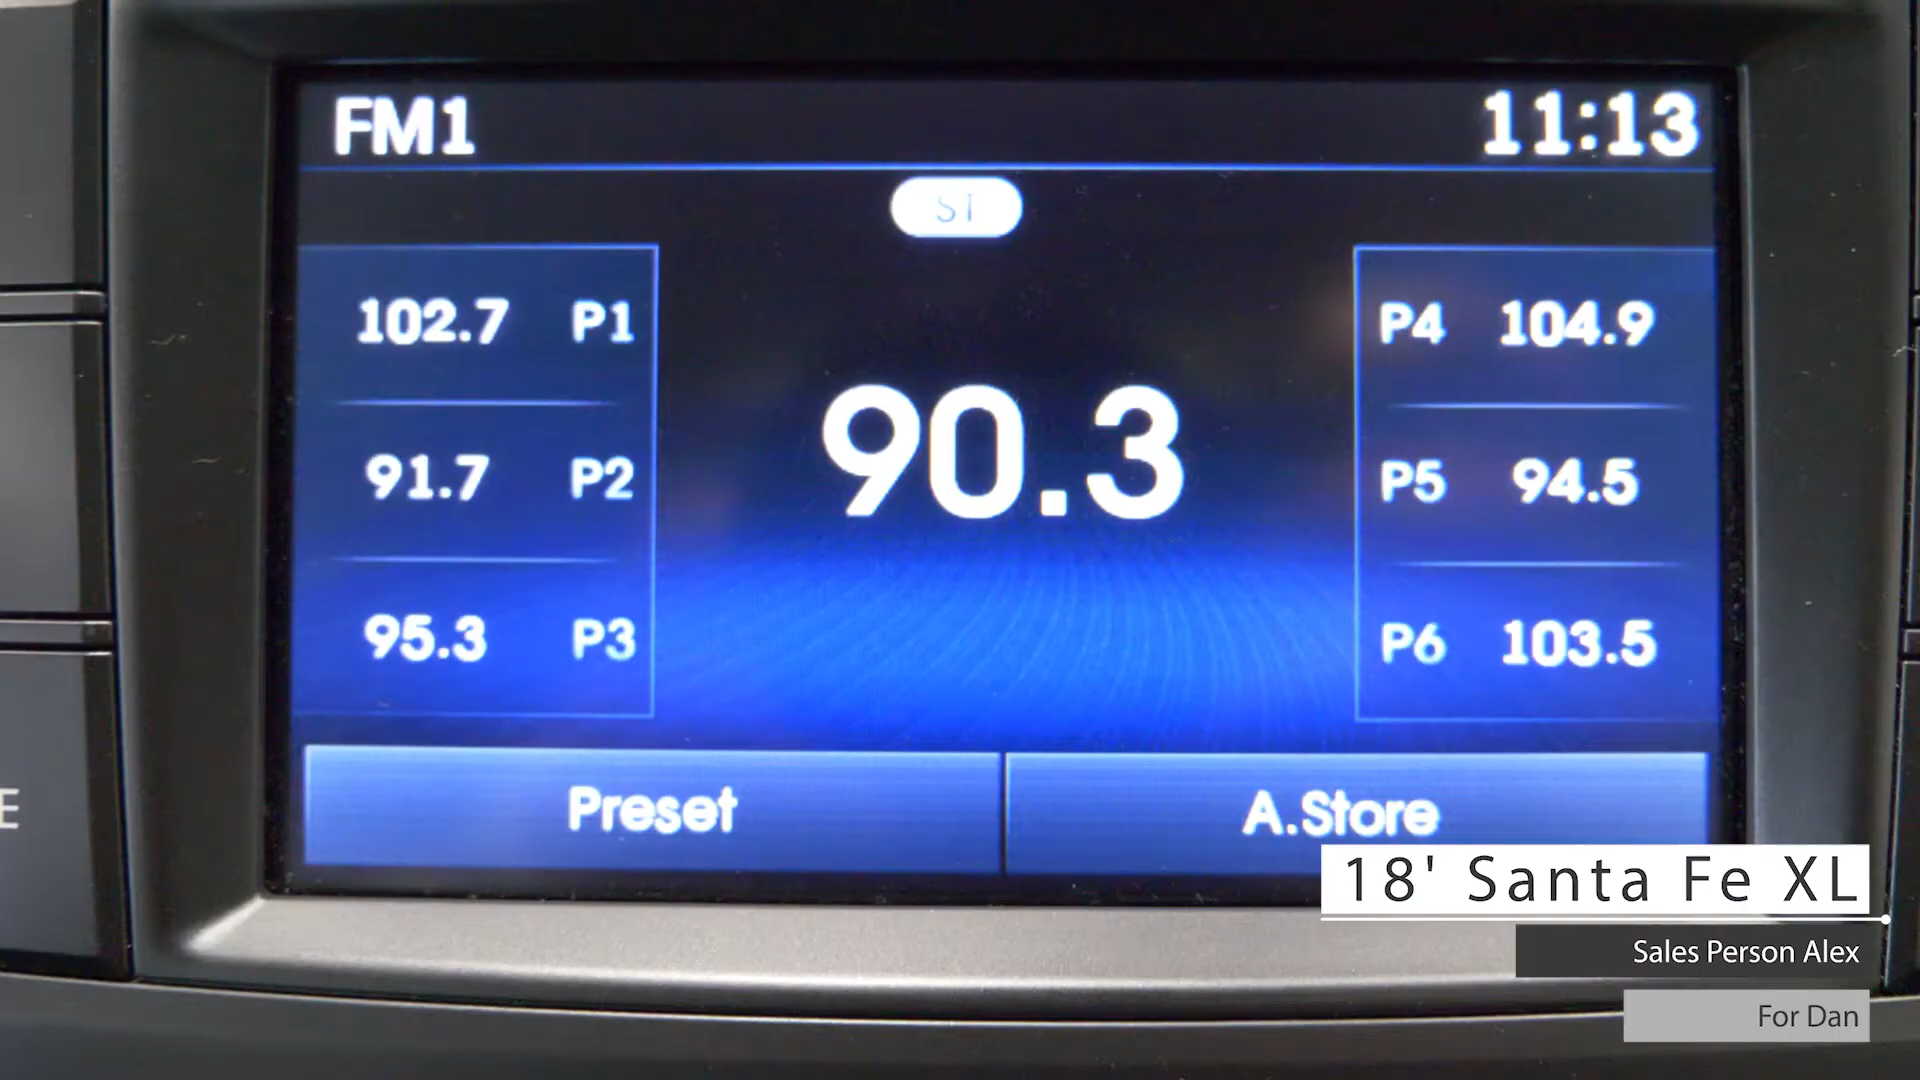 FM1
11:13
ST
102.7 P1
P4 104.9
90.3
91.7 P2
P5 94.5
95.3 P3
P6 103.5
Preset
A.Store
18' Santa Fe XL
E
Sales Person Alex
For Dan